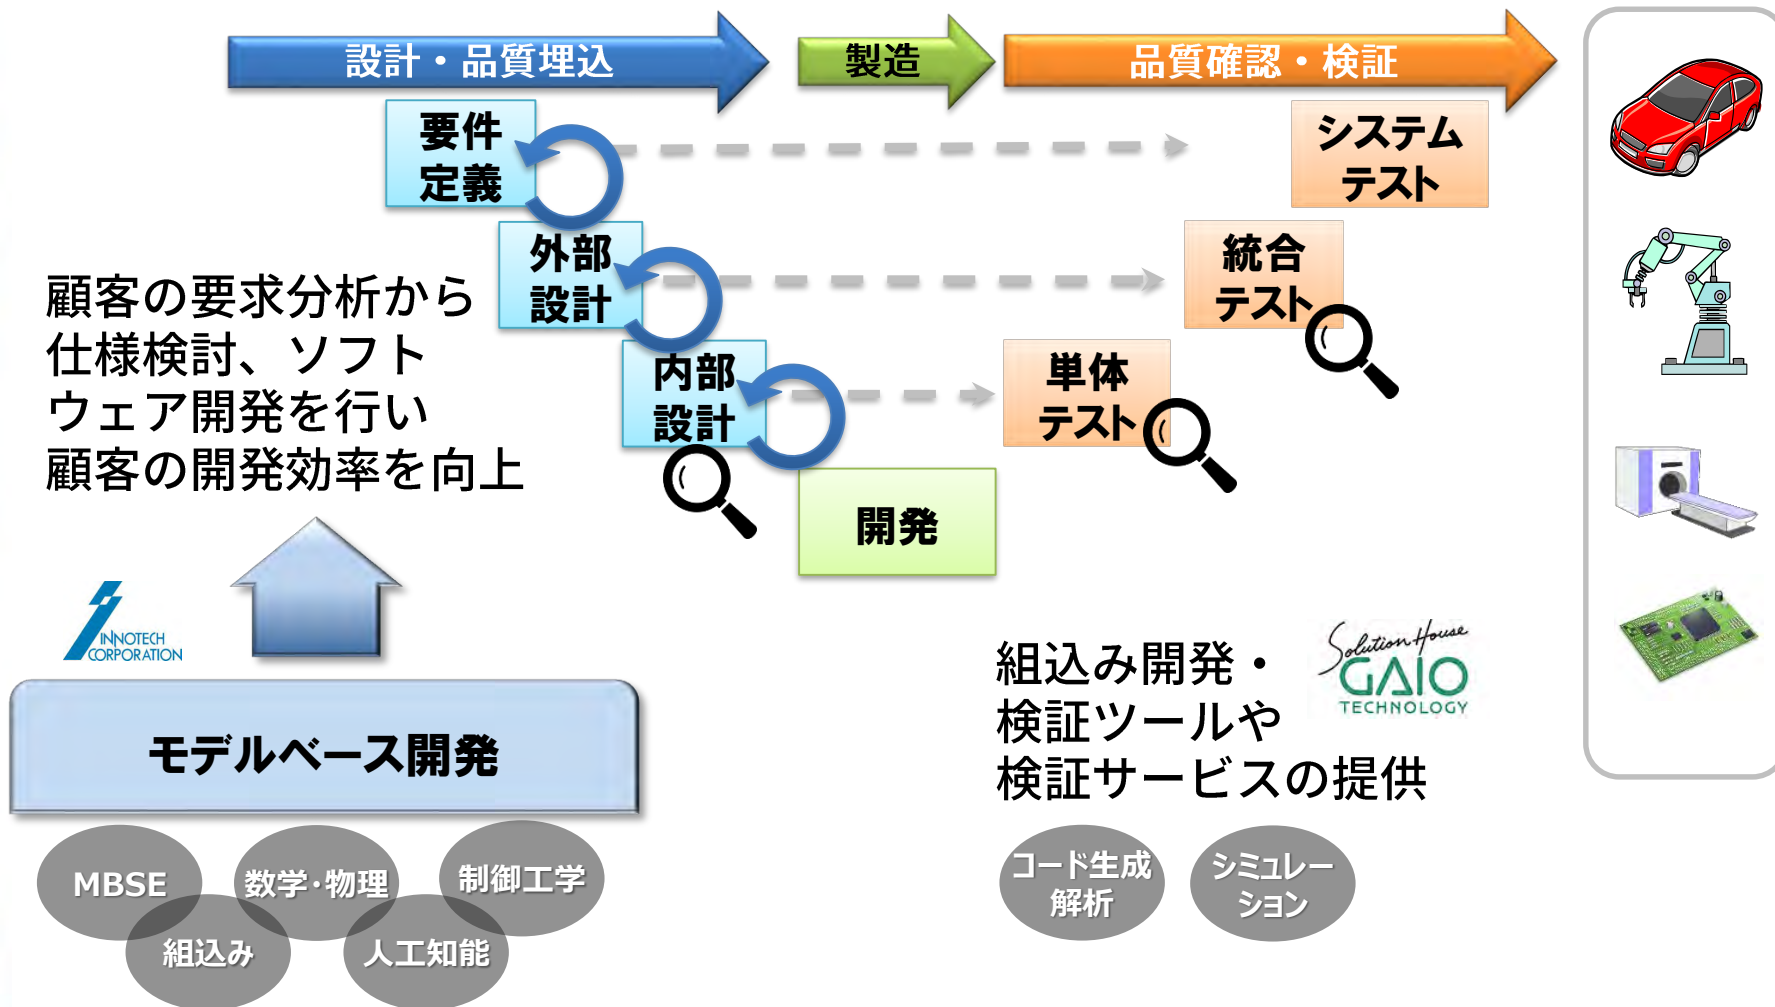 設計・品質埋込
製造
品質確認・検証
要件
定義
システム
テスト
外部
設計
統合
テスト
内部
設計
単体
テスト
開発
顧客の要求分析から
仕様検討、ソフト
ウェア開発を行い
顧客の開発効率を向上
INNOTECH
CORPORATION
モデルベース開発
MBSE
数学・物理
制御工学
組込み
人工知能
組込み開発・
検証ツールや
検証サービスの提供
Solution House
GAIO
TECHNOLOGY
コード生成
解析
シミュレー
ション